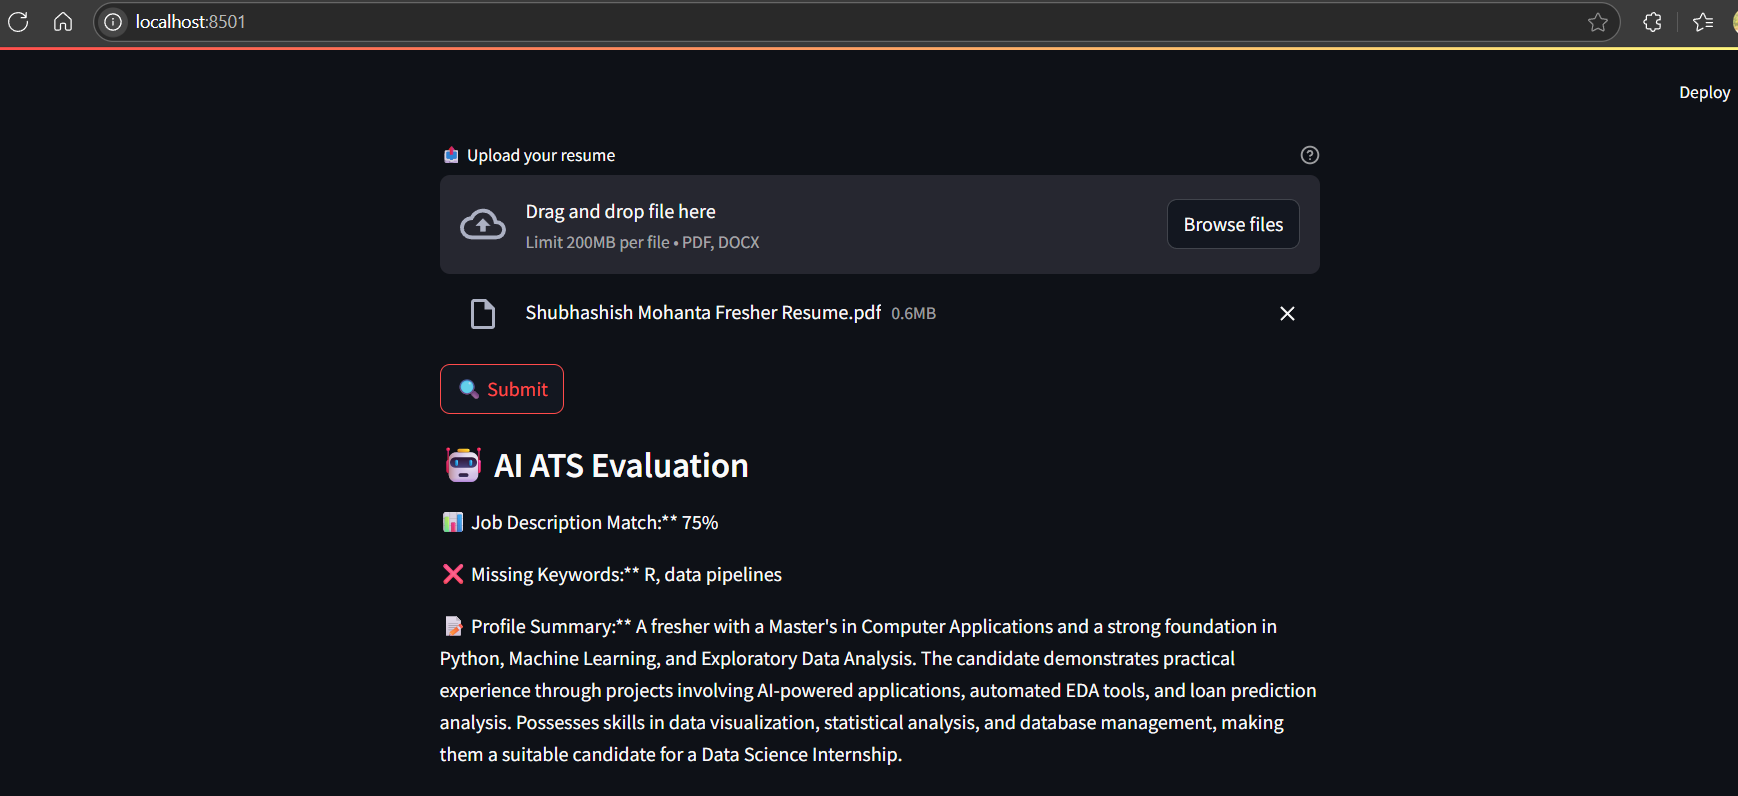 localhost:8501
Deploy
📤 Upload your resume
Drag and drop file here
Limit 200MB per file • PDF, DOCX
Browse files
Shubhashish Mohanta Fresher Resume.pdf 0.6MB
🔍 Submit
🤖 AI ATS Evaluation
📊 Job Description Match:** 75%
❌ Missing Keywords:** R, data pipelines
📝 Profile Summary:** A fresher with a Master's in Computer Applications and a strong foundation in
Python, Machine Learning, and Exploratory Data Analysis. The candidate demonstrates practical
experience through projects involving AI-powered applications, automated EDA tools, and loan prediction
analysis. Possesses skills in data visualization, statistical analysis, and database management, making
them a suitable candidate for a Data Science Internship.